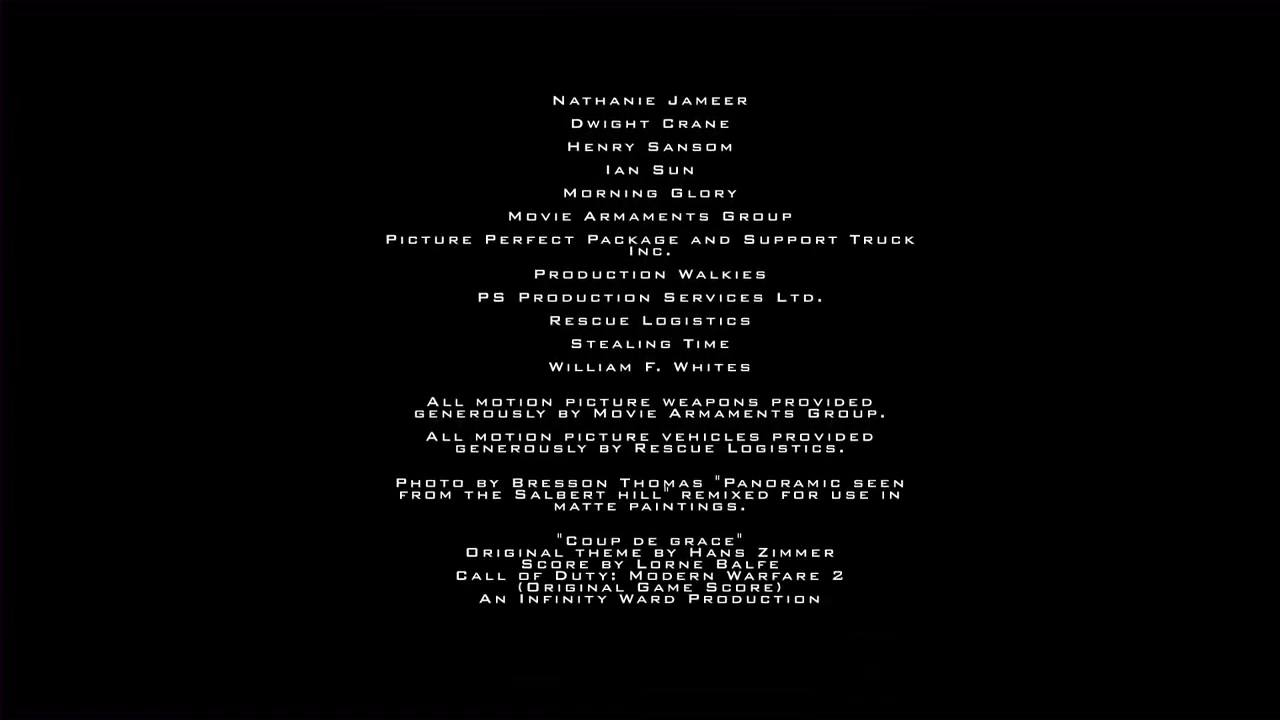 Nathanie Jameer
Dwight Crane
Henry Sansom
Ian Sun
Morning Glory
Movie Armaments Group
Picture Perfect Package and Support Truck
Inc.
Production Walkies
PS Production Services Ltd.
Rescue Logistics
Stealing Time
William F. Whites
All motion picture weapons provided
generously by Movie Armaments Group.
All motion picture vehicles provided
generously by Rescue Logistics.
Photo by Bresson Thomas "Panoramic seen
from the Salbert hill" remixed for use in
matte paintings.
"Coup de grace"
Original theme by Hans Zimmer
Score by Lorne Balfe
Call of Duty: Modern Warfare 2
(Original Game Score)
An Infinity Ward Production